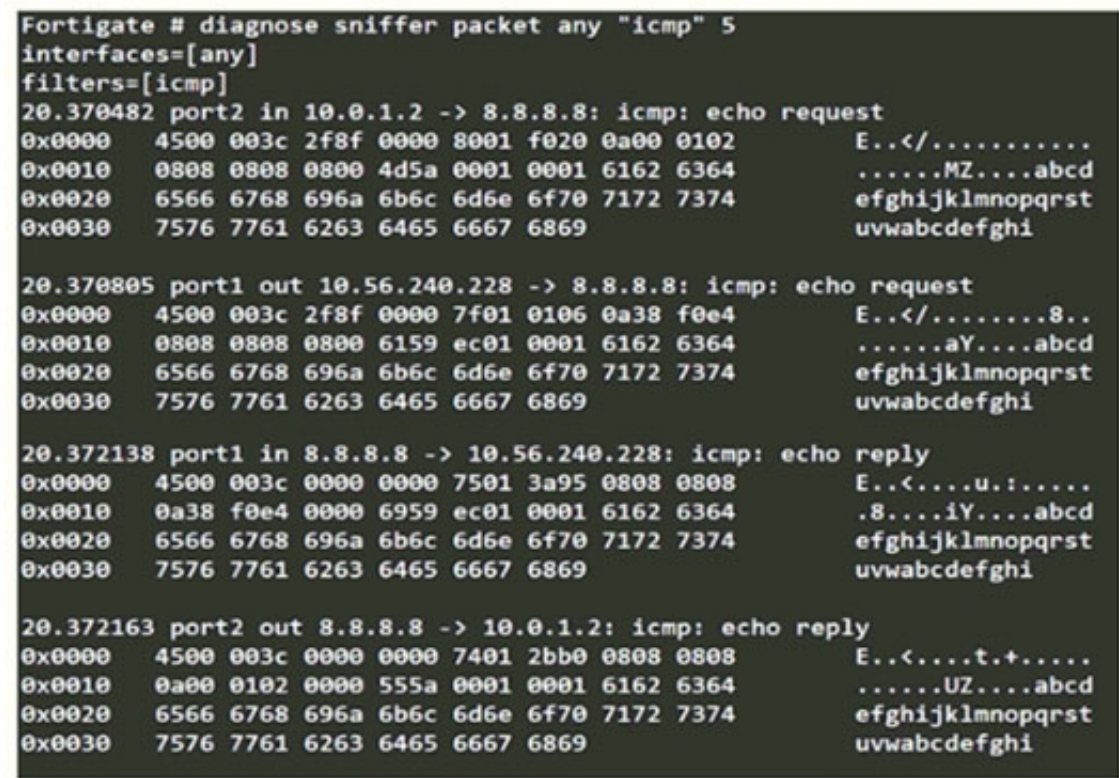 Fortigate # diagnose sniffer packet any "icmp" 5
interfaces=[any]
filters=[icmp]
20.370482 port2 in 10.0.1.2 -> 8.8.8.8: icmp: echo request
0x0000 4500 003c 2f8f 0000 8001 f020 0a00 0102 E..</...........
0x0010 0808 0808 0800 4d5a 0001 0001 6162 6364 ......MZ....abcd
0x0020 6566 6768 696a 6b6c 6d6e 6f70 7172 7374 efghijklmnopqrst
0x0030 7576 7761 6263 6465 6667 6869 uvwabcdefghi
20.370805 port1 out 10.56.240.228 -> 8.8.8.8: icmp: echo request
0x0000 4500 003c 2f8f 0000 7f01 0106 0a38 f0e4 E..</........8..
0x0010 0808 0808 0800 6159 ec01 0001 6162 6364 ......aY....abcd
0x0020 6566 6768 696a 6b6c 6d6e 6f70 7172 7374 efghijklmnopqrst
0x0030 7576 7761 6263 6465 6667 6869 uvwabcdefghi
20.372138 port1 in 8.8.8.8 -> 10.56.240.228: icmp: echo reply
0x0000 4500 003c 0000 0000 7501 3a95 0808 0808 E..<....u.:.....
0x0010 0a38 f0e4 0000 6959 ec01 0001 6162 6364 .8....iY....abcd
0x0020 6566 6768 696a 6b6c 6d6e 6f70 7172 7374 efghijklmnopqrst
0x0030 7576 7761 6263 6465 6667 6869 uvwabcdefghi
20.372163 port2 out 8.8.8.8 -> 10.0.1.2: icmp: echo reply
0x0000 4500 003c 0000 0000 7401 2bb0 0808 0808 E..<....t.+.....
0x0010 0a00 0102 0000 555a 0001 0001 6162 6364 ......UZ....abcd
0x0020 6566 6768 696a 6b6c 6d6e 6f70 7172 7374 efghijklmnopqrst
0x0030 7576 7761 6263 6465 6667 6869 uvwabcdefghi